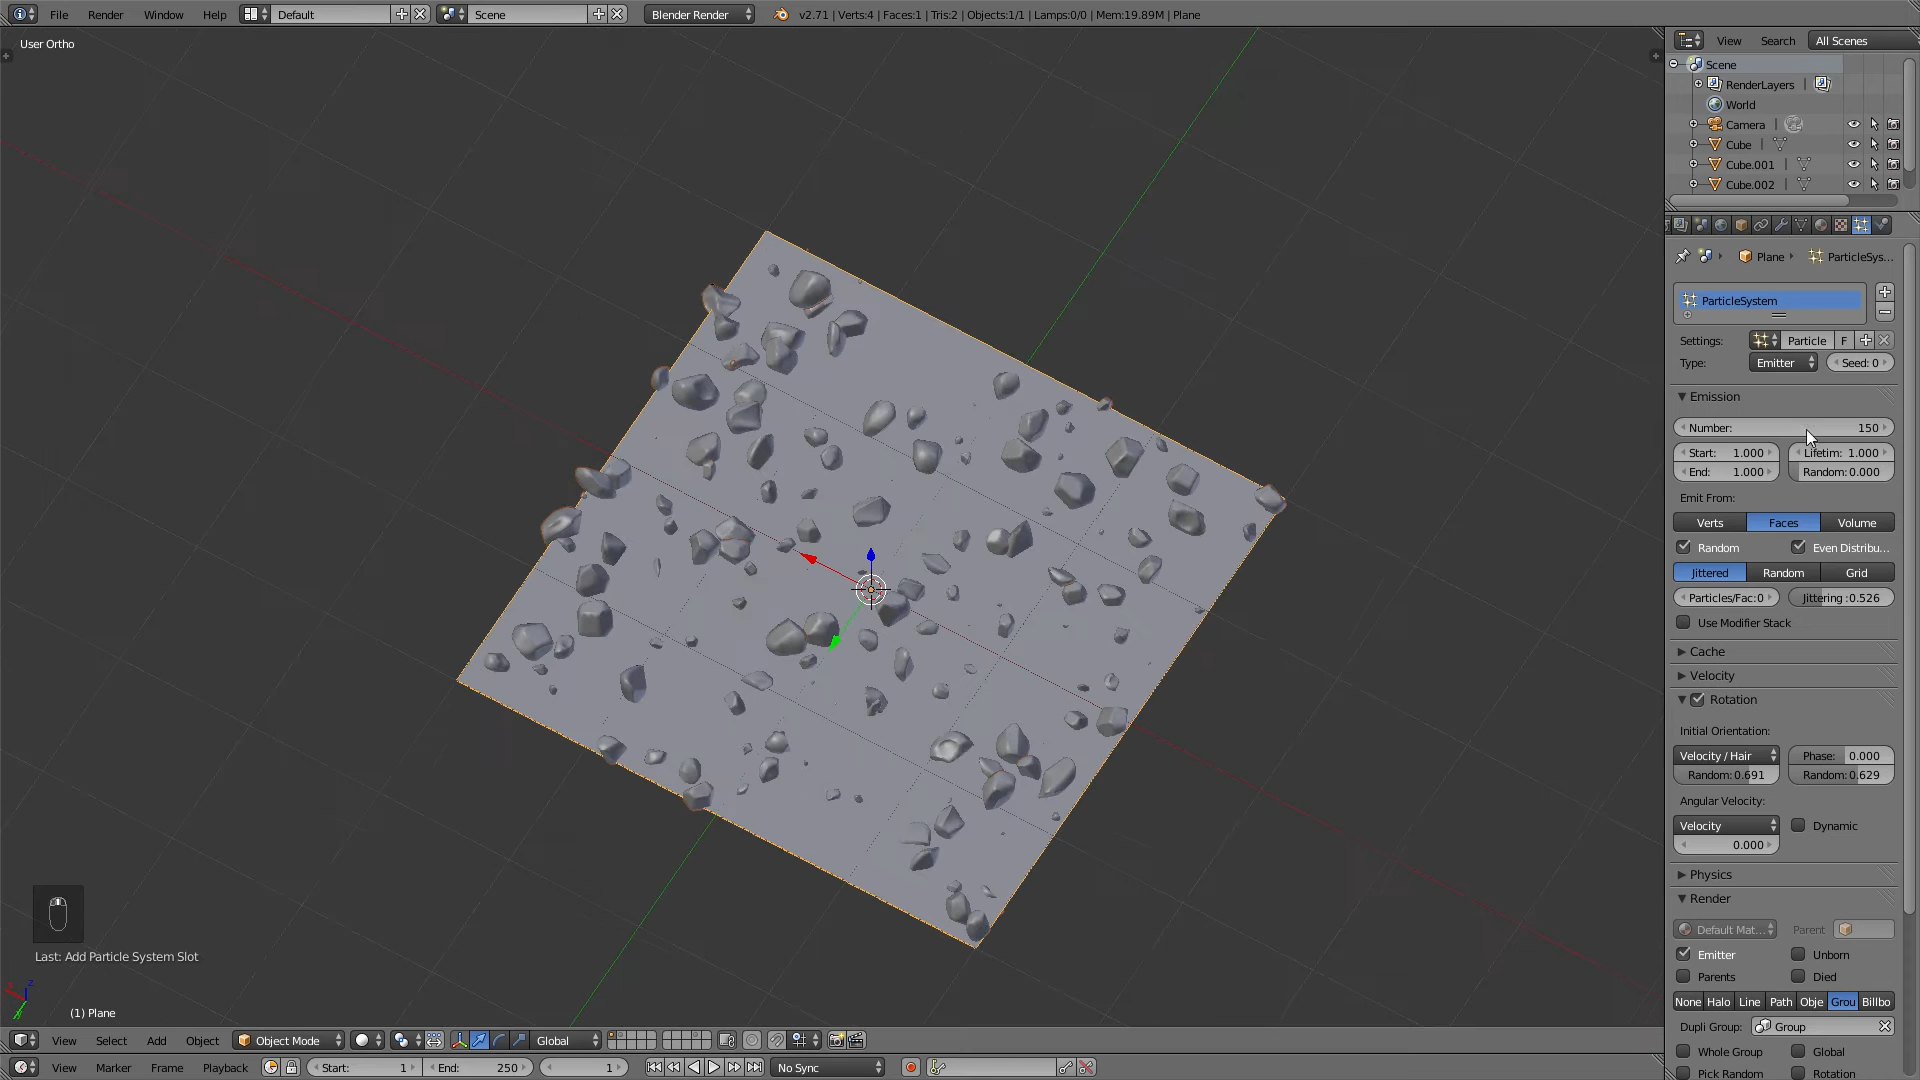 File Render Window Help Default Scene Blender Render v2.71 | Verts:4 | Faces:1 | Tris:2 | Objects:1/1 | Lamps:0/0 | Mem:19.89M | Plane
User Ortho
View Search All Scenes
Scene
RenderLayers |
World
Camera |
Cube |
Cube.001 |
Cube.002 |
Plane ParticleSys...
ParticleSystem
Settings: Particle F
Type: Emitter Seed: 0
Emission
Number: 150
Start: 1.000 Lifetim: 1.000
End: 1.000 Random: 0.000
Emit From:
Verts Faces Volume
Random Even Distribu...
Jittered Random Grid
Particles/Fac: 0 Jittering :0.526
Use Modifier Stack
Cache
Velocity
Rotation
Initial Orientation:
Velocity / Hair Phase: 0.000
Random: 0.691 Random: 0.629
Angular Velocity:
Velocity Dynamic
0.000
Physics
Render
Default Mat... Parent
Emitter Unborn
Parents Died
None Halo Line Path Obje Grou Billbo
Dupli Group: Group
Whole Group Global
Pick Random Rotation
Last: Add Particle System Slot
(1) Plane
View Select Add Object Object Mode Global
View Marker Frame Playback Start: 1 End: 250 1 No Sync